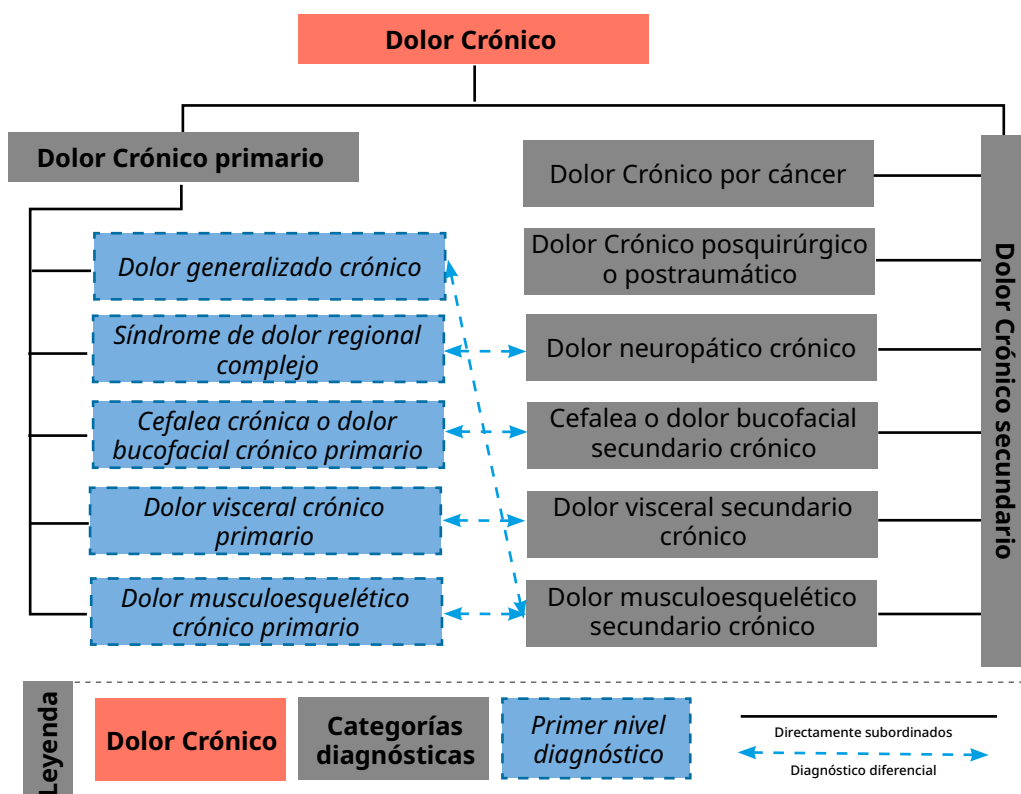 Dolor Crónico
Dolor Crónico primario
Dolor generalizado crónico
Síndrome de dolor regional
complejo
Cefalea crónica o dolor
bucofacial crónico primario
Dolor visceral crónico
primario
Dolor musculoesquelético
crónico primario
Dolor Crónico por cáncer
Dolor Crónico posquirúrgico
o postraumático
Dolor neuropático crónico
Cefalea o dolor bucofacial
secundario crónico
Dolor visceral secundario
crónico
Dolor musculoesquelético
secundario crónico
Dolor Crónico secundario
Leyenda
Dolor Crónico
Categorías
diagnósticas
Primer nivel
diagnóstico
Directamente subordinados
Diagnóstico diferencial